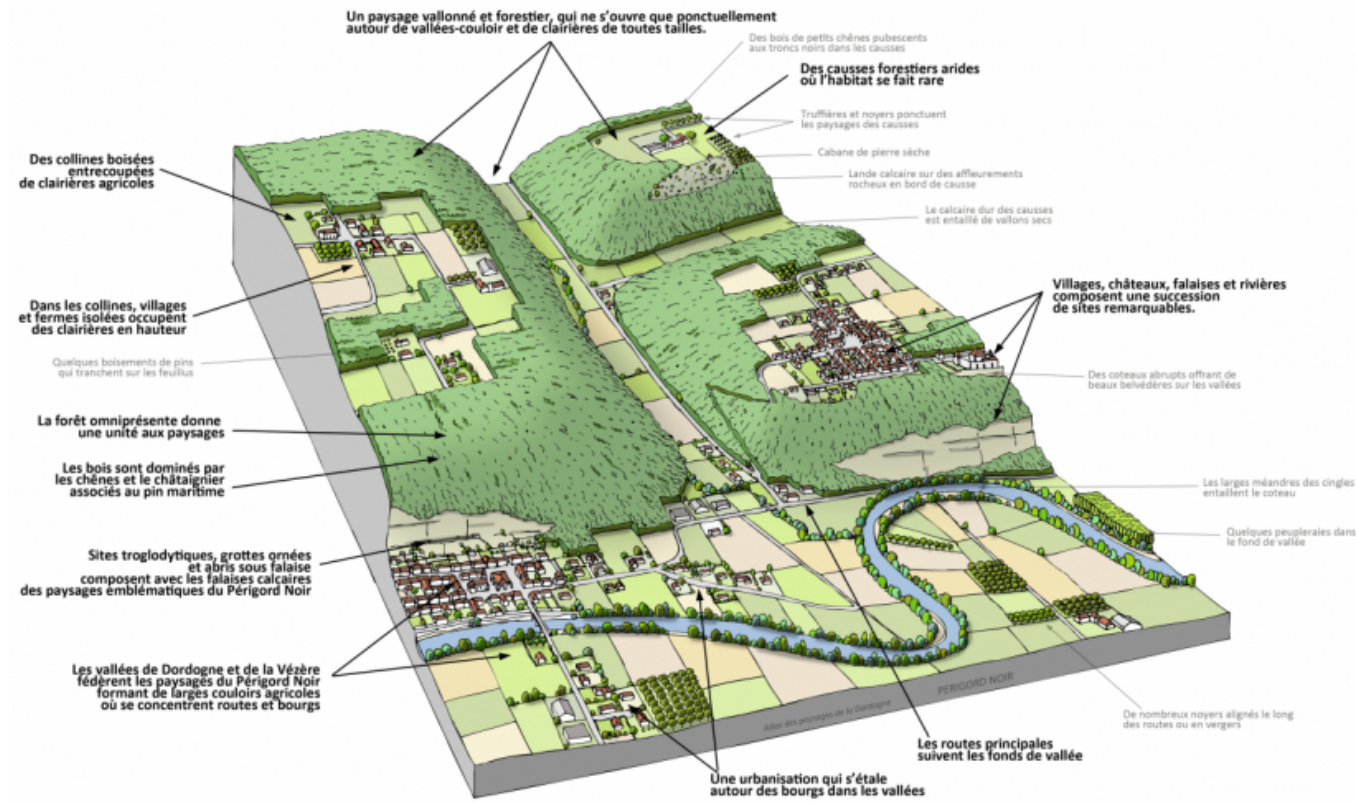 Un paysage vallonné et forestier, qui ne s'ouvre que ponctuellement
autour de vallées-couloir et de clairières de toutes tailles.
Des bois de petits chênes pubescents
aux troncs noirs dans les causses
Des causses forestiers arides
où l'habitat se fait rare
Truffières et noyers ponctuent
les paysages des causses
Cabane de pierre sèche
Lande calcaire sur des affleurements
rocheux en bord de causse
Le calcaire dur des causses
est entaillé de vallons secs
Des collines boisées
entrecoupées
de clairières agricoles
Villages, châteaux, falaises et rivières
composent une succession
de sites remarquables.
Dans les collines, villages
et fermes isolées occupent
des clairières en hauteur
Quelques boisements de pins
qui tranchent sur les feuillus
Des coteaux abrupts offrant de
beaux belvédères sur les vallées
La forêt omniprésente donne
une unité aux paysages
Les bois sont dominés par
les chênes et le châtaignier
associés au pin maritime
Les larges méandres des cingles
entaillent le coteau
Quelques peupleraies dans
le fond de vallée
Sites troglodytiques, grottes ornées
et abris sous falaise
composent avec les falaises calcaires
des paysages emblématiques du Périgord Noir
Les vallées de Dordogne et de la Vézère
fédèrent les paysages du Périgord Noir
formant de larges couloirs agricoles
où se concentrent routes et bourgs
PERIGORD NOIR
Atlas des paysages de la Dordogne
De nombreux noyers alignés le long
des routes ou en vergers
Les routes principales
suivent les fonds de vallée
Une urbanisation qui s'étale
autour des bourgs dans les vallées